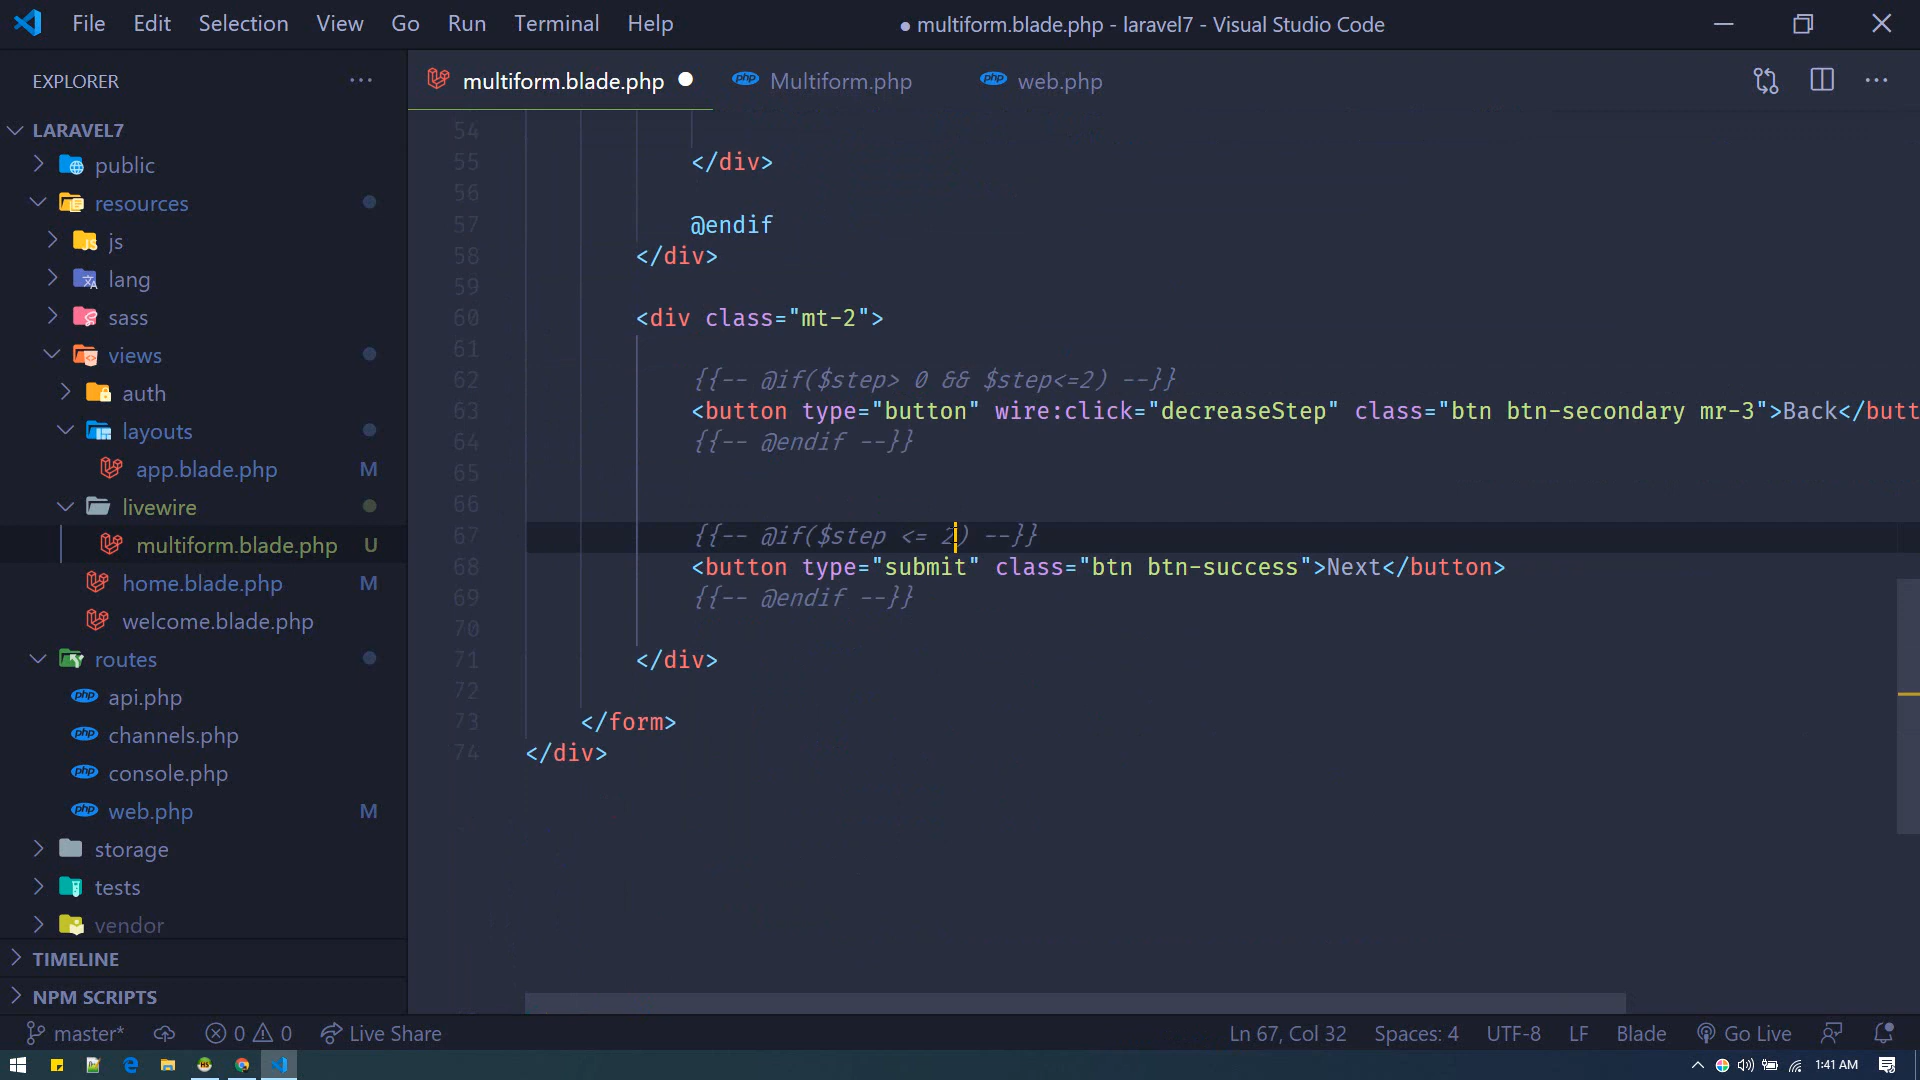 File Edit Selection View Go Run Terminal Help
● multiform.blade.php - laravel7 - Visual Studio Code
EXPLORER
multiform.blade.php
Multiform.php
web.php
LARAVEL7
public
resources
js
lang
sass
views
auth
layouts
app.blade.php M
livewire
multiform.blade.php U
home.blade.php M
welcome.blade.php
routes
api.php
channels.php
console.php
web.php M
storage
tests
vendor
TIMELINE
NPM SCRIPTS
54
55 </div>
56
57 @endif
58 </div>
59
60 <div class="mt-2">
61
62 {{-- @if($step> 0 && $step<=2) --}}
63 <button type="button" wire:click="decreaseStep" class="btn btn-secondary mr-3">Back</butt
64 {{-- @endif --}}
65
66
67 {{-- @if($step <= 2) --}}
68 <button type="submit" class="btn btn-success">Next</button>
69 {{-- @endif --}}
70
71 </div>
72
73 </form>
74 </div>
master* 0 0 Live Share
Ln 67, Col 32 Spaces: 4 UTF-8 LF Blade Go Live
1:41 AM